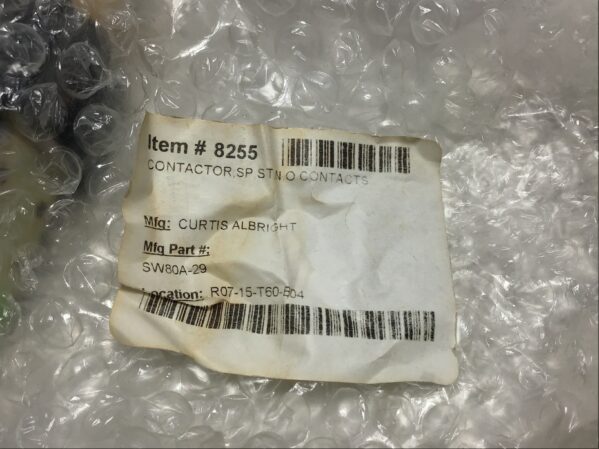 Item # 8255
CONTACTOR,SP ST N O CONTACTS
Mfg: CURTIS ALBRIGHT
Mfg Part #:
SW80A-29
Location: R07-15-T60-B04